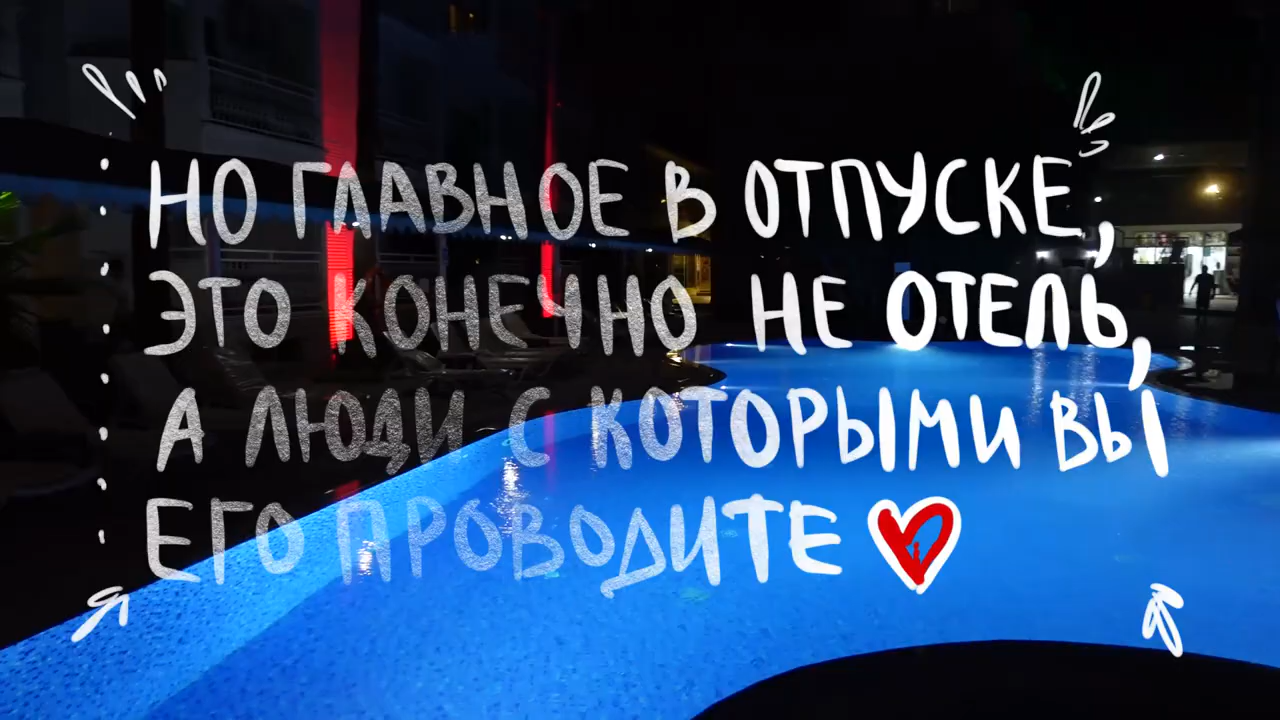 НО ГЛАВНОЕ В ОТПУСКЕ,
ЭТО КОНЕЧНО НЕ ОТЕЛЬ,
А ЛЮДИ С КОТОРЫМИ ВЫ
ЕГО ПРОВОДИТЕ